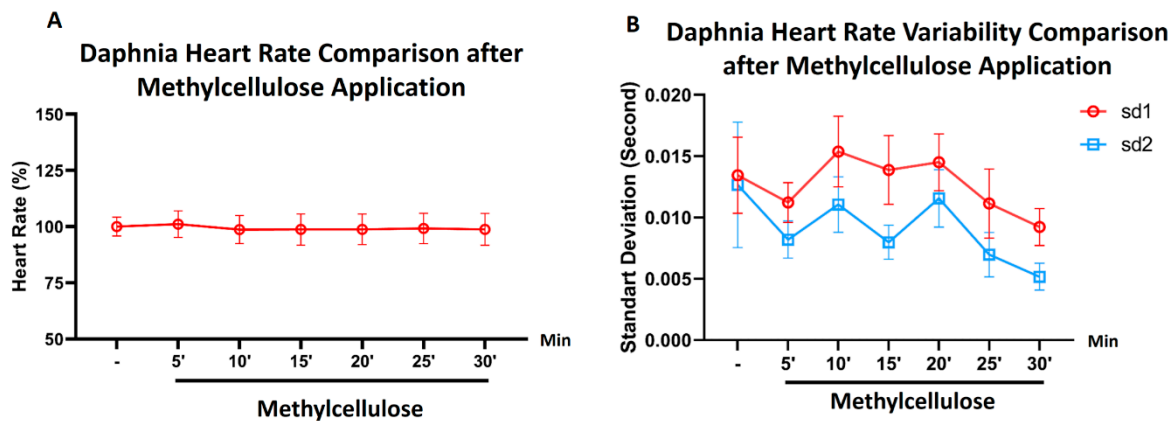 A
Daphnia Heart Rate Comparison after
Methylcellulose Application
Heart Rate (%)
150
125
100
75
50
- 5' 10' 15' 20' 25' 30'
Min
Methylcellulose
B
Daphnia Heart Rate Variability Comparison
after Methylcellulose Application
Standart Deviation (Second)
0.020
0.015
0.010
0.005
0.000
sd1
sd2
- 5' 10' 15' 20' 25' 30'
Min
Methylcellulose